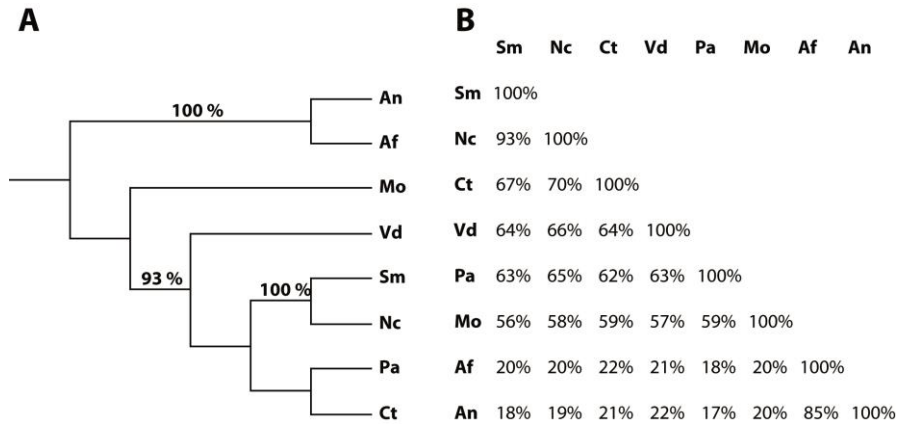 A
100 %
An
Af
Mo
Vd
93 %
100 %
Sm
Nc
Pa
Ct
B
Sm Nc Ct Vd Pa Mo Af An
Sm 100%
Nc 93% 100%
Ct 67% 70% 100%
Vd 64% 66% 64% 100%
Pa 63% 65% 62% 63% 100%
Mo 56% 58% 59% 57% 59% 100%
Af 20% 20% 22% 21% 18% 20% 100%
An 18% 19% 21% 22% 17% 20% 85% 100%